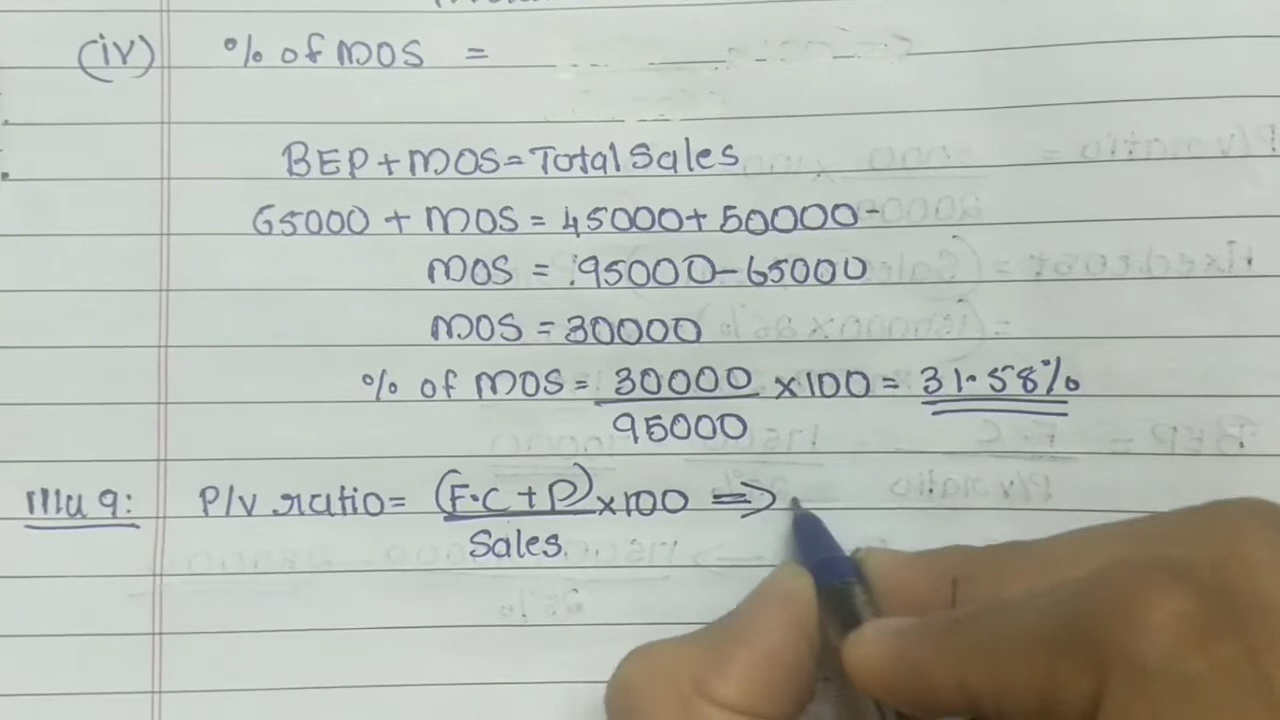 (iv) % of MOS =
BEP + MOS = Total Sales
65000 + MOS = 45000 + 50000
MOS = 95000 - 65000
MOS = 30000
% of MOS = 30000 / 95000 × 100 = 31.58%
Illu 9: P/V ratio = (F.C + P) / Sales. × 100 ⇒